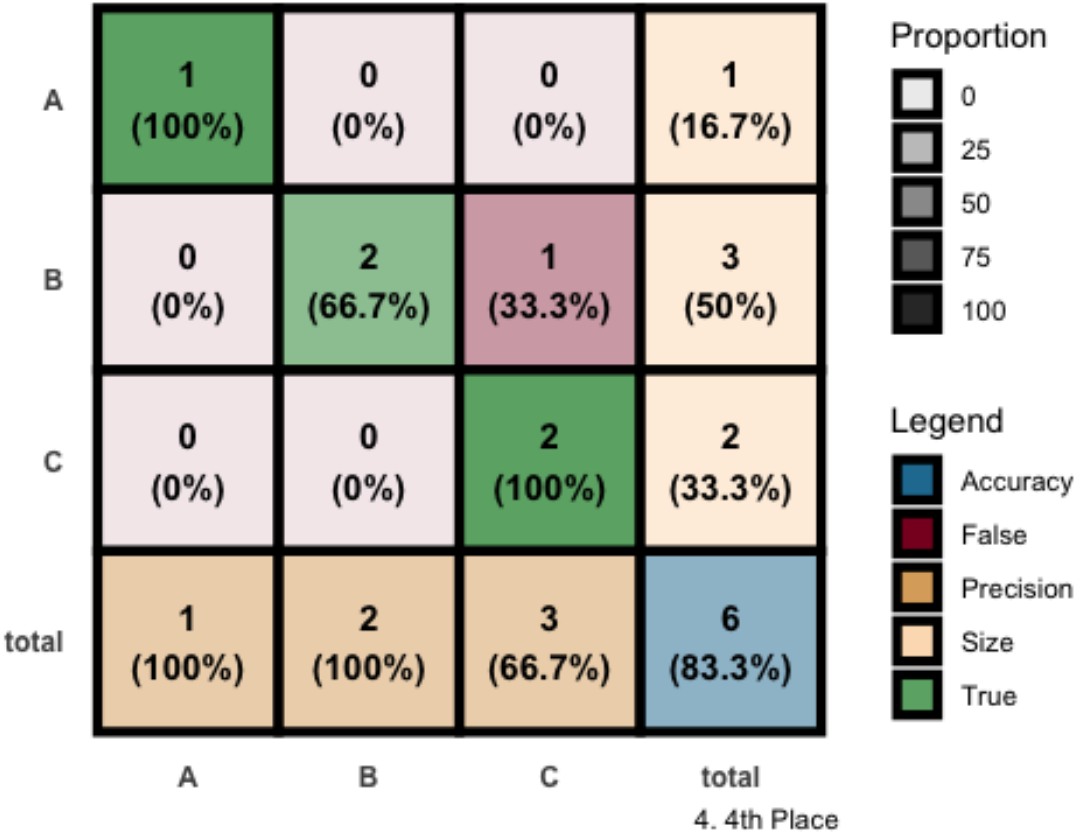 A
1
(100%)
0
(0%)
0
(0%)
1
(16.7%)
B
0
(0%)
2
(66.7%)
1
(33.3%)
3
(50%)
C
0
(0%)
0
(0%)
2
(100%)
2
(33.3%)
total
1
(100%)
2
(100%)
3
(66.7%)
6
(83.3%)
A B C total
4. 4th Place
Proportion
0
25
50
75
100
Legend
Accuracy
False
Precision
Size
True